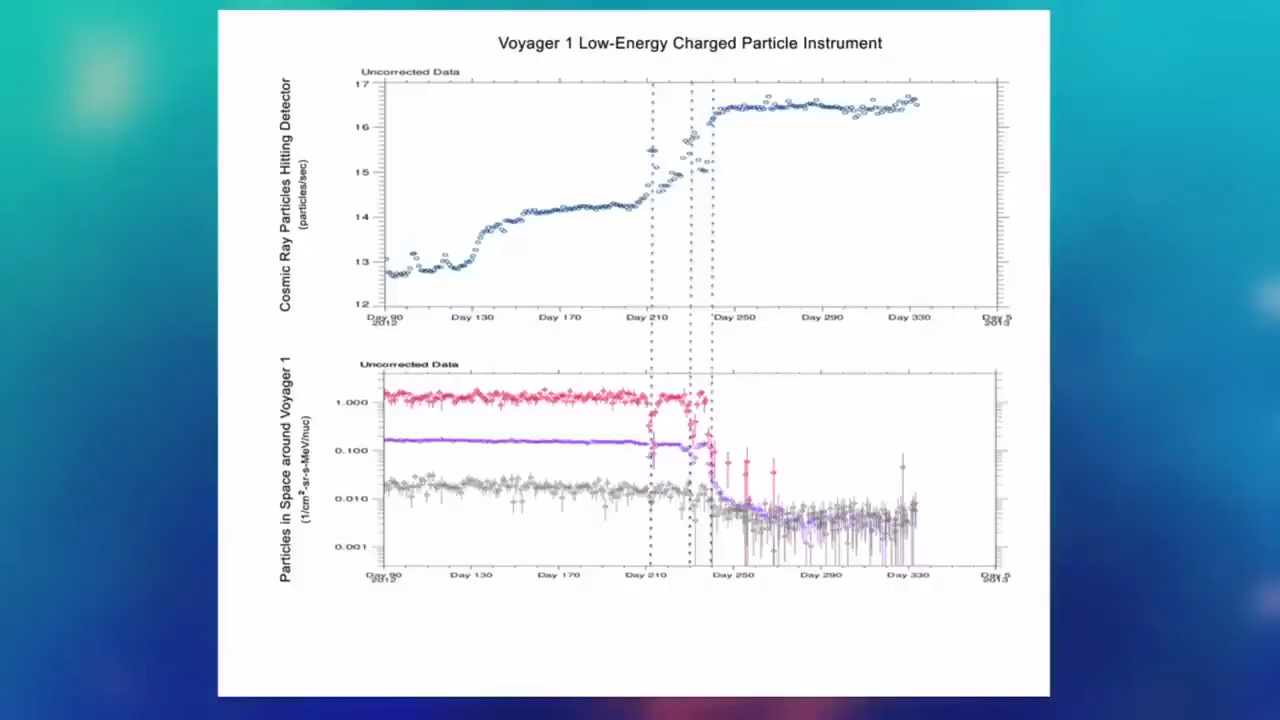 Voyager 1 Low-Energy Charged Particle Instrument
Uncorrected Data
Cosmic Ray Particles Hitting Detector
(particles/sec)
17
16
15
14
13
12
Day 90 Day 130 Day 170 Day 210 Day 250 Day 290 Day 330 Day 5
2012 2013
Uncorrected Data
Particles in Space around Voyager 1
(1/cm²-sr-s-MeV/nuc)
1.000
0.100
0.010
0.001
Day 90 Day 130 Day 170 Day 210 Day 250 Day 290 Day 330 Day 5
2012 2013